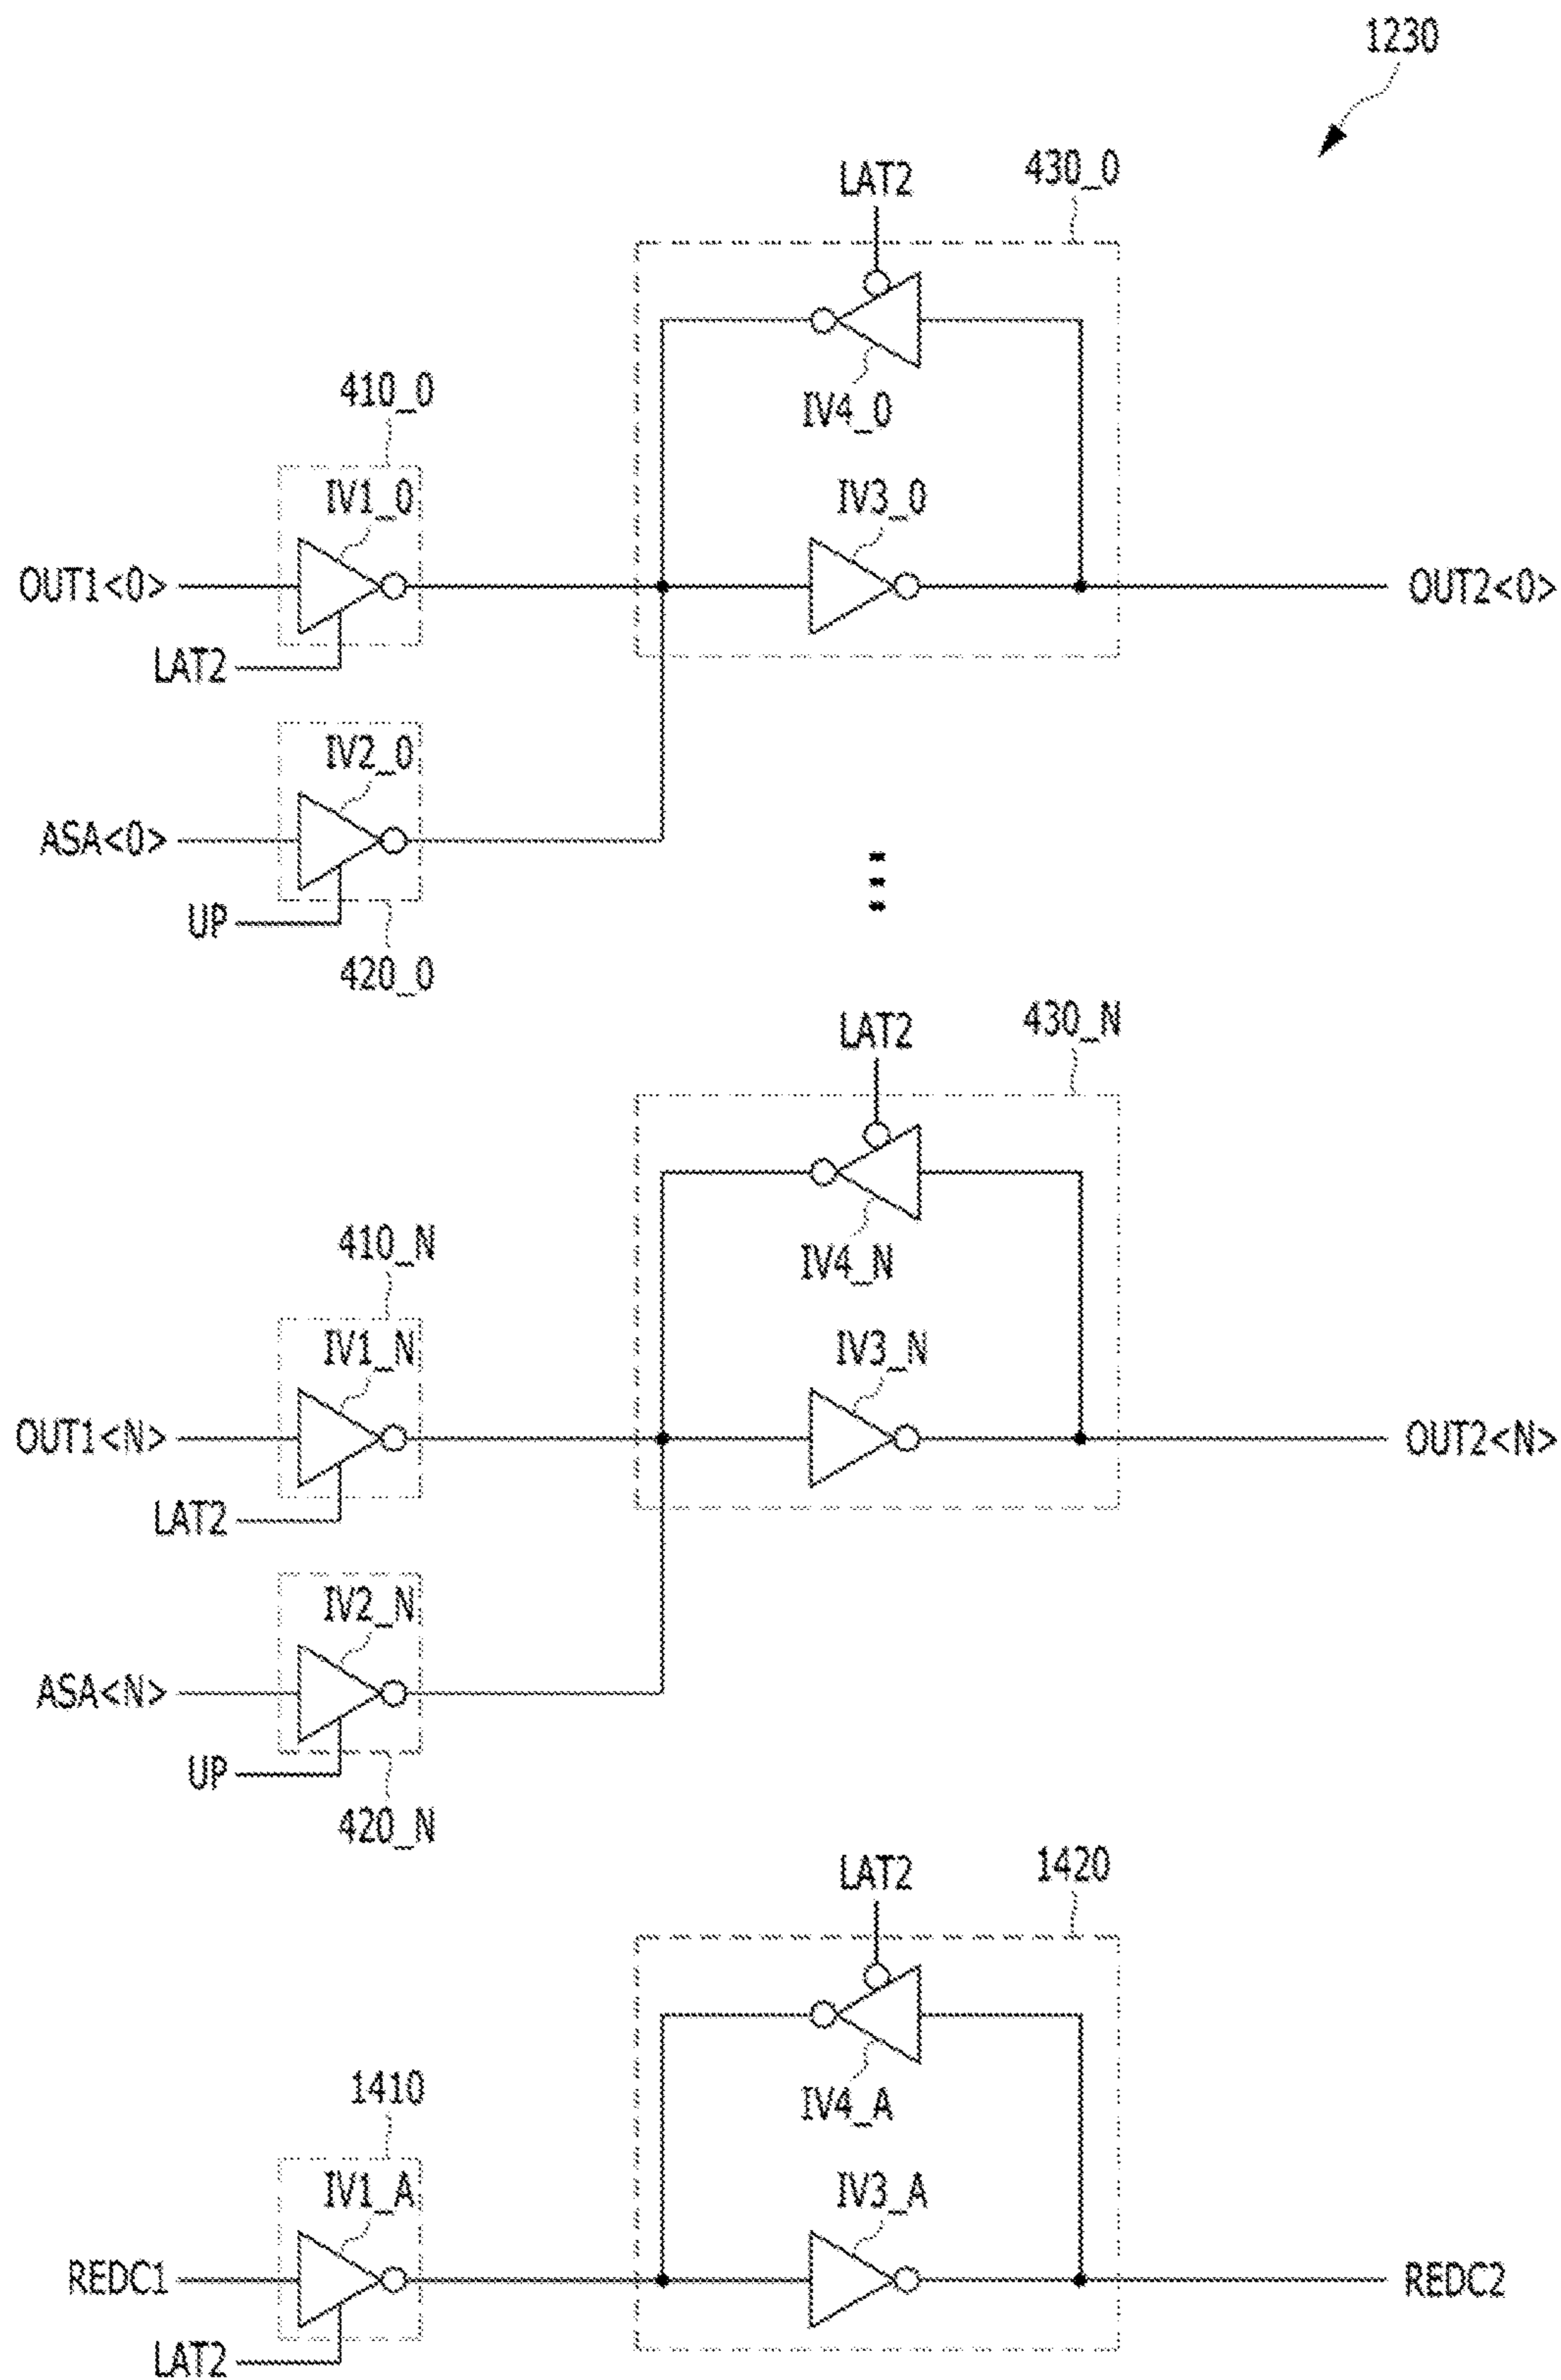 1230
LAT2
430_0
IV4_0
410_0
IV1_0
IV3_0
OUT1<0>
OUT2<0>
LAT2
IV2_0
ASA<0>
UP
420_0
LAT2
430_N
IV4_N
410_N
IV1_N
IV3_N
OUT1<N>
OUT2<N>
LAT2
IV2_N
ASA<N>
UP
420_N
LAT2
1420
IV4_A
1410
IV1_A
IV3_A
REDC1
REDC2
LAT2